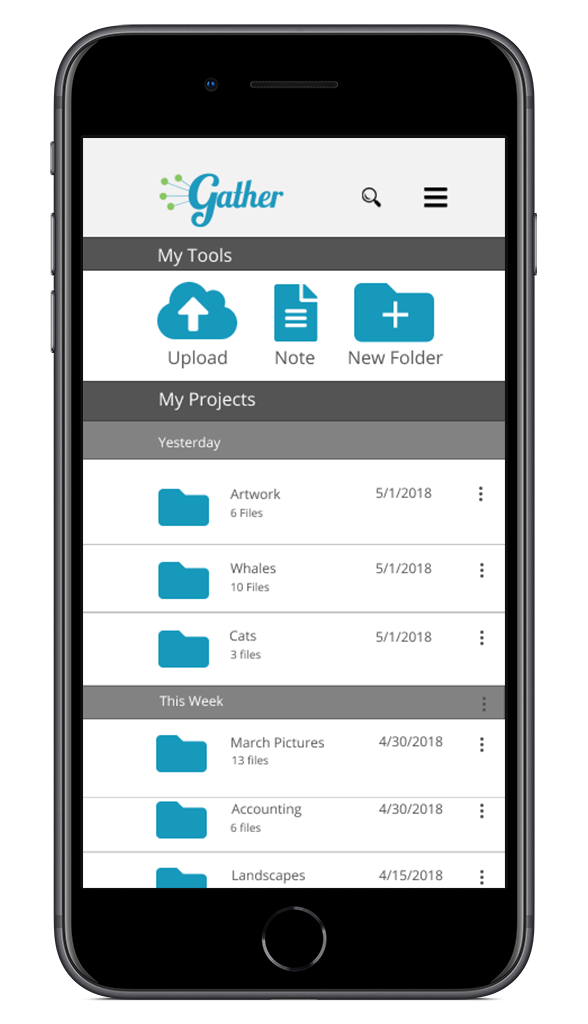 Gather
My Tools
Upload Note New Folder
My Projects
Yesterday
Artwork 5/1/2018
6 Files
Whales 5/1/2018
10 Files
Cats 5/1/2018
3 files
This Week
March Pictures 4/30/2018
13 files
Accounting 4/30/2018
6 files
Landscapes 4/15/2018